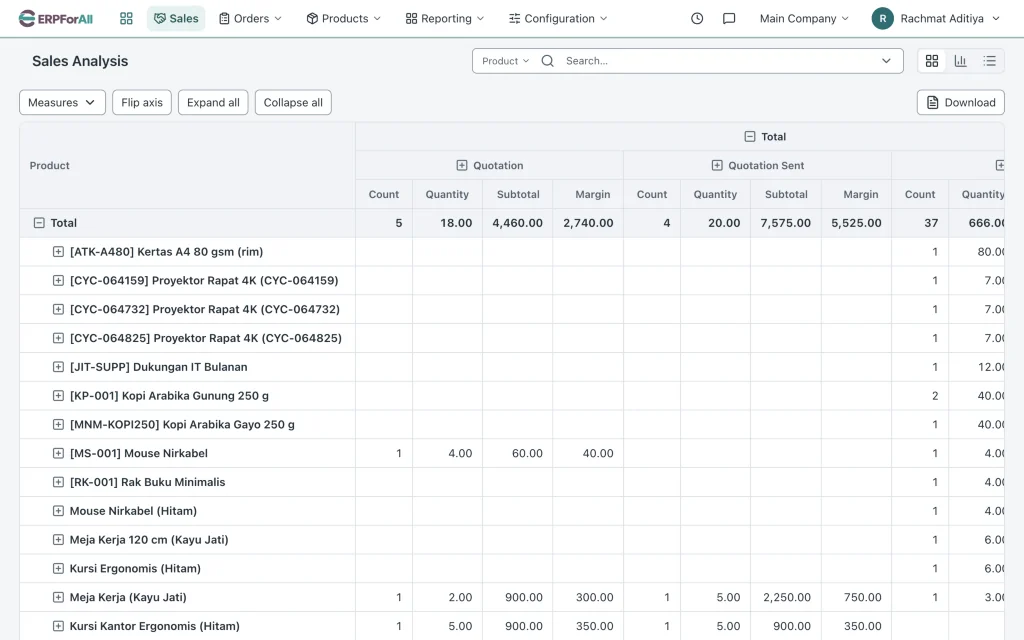 ERPForAll Sales Orders Products Reporting Configuration Main Company R Rachmat Aditiya
Sales Analysis Product Search...
Measures Flip axis Expand all Collapse all Download
Total
Product Quotation Quotation Sent
Count Quantity Subtotal Margin Count Quantity Subtotal Margin Count Quantity
Total 5 18.00 4,460.00 2,740.00 4 20.00 7,575.00 5,525.00 37 666.00
[ATK-A480] Kertas A4 80 gsm (rim) 1 80.00
[CYC-064159] Proyektor Rapat 4K (CYC-064159) 1 7.00
[CYC-064732] Proyektor Rapat 4K (CYC-064732) 1 7.00
[CYC-064825] Proyektor Rapat 4K (CYC-064825) 1 7.00
[JIT-SUPP] Dukungan IT Bulanan 1 12.00
[KP-001] Kopi Arabika Gunung 250 g 2 40.00
[MNM-KOPI250] Kopi Arabika Gayo 250 g 1 40.00
[MS-001] Mouse Nirkabel 1 4.00 60.00 40.00 1 4.00
[RK-001] Rak Buku Minimalis 1 4.00
Mouse Nirkabel (Hitam) 1 4.00
Meja Kerja 120 cm (Kayu Jati) 1 6.00
Kursi Ergonomis (Hitam) 1 6.00
Meja Kerja (Kayu Jati) 1 2.00 900.00 300.00 1 5.00 2,250.00 750.00 1 3.00
Kursi Kantor Ergonomis (Hitam) 1 5.00 900.00 350.00 1 5.00 900.00 350.00